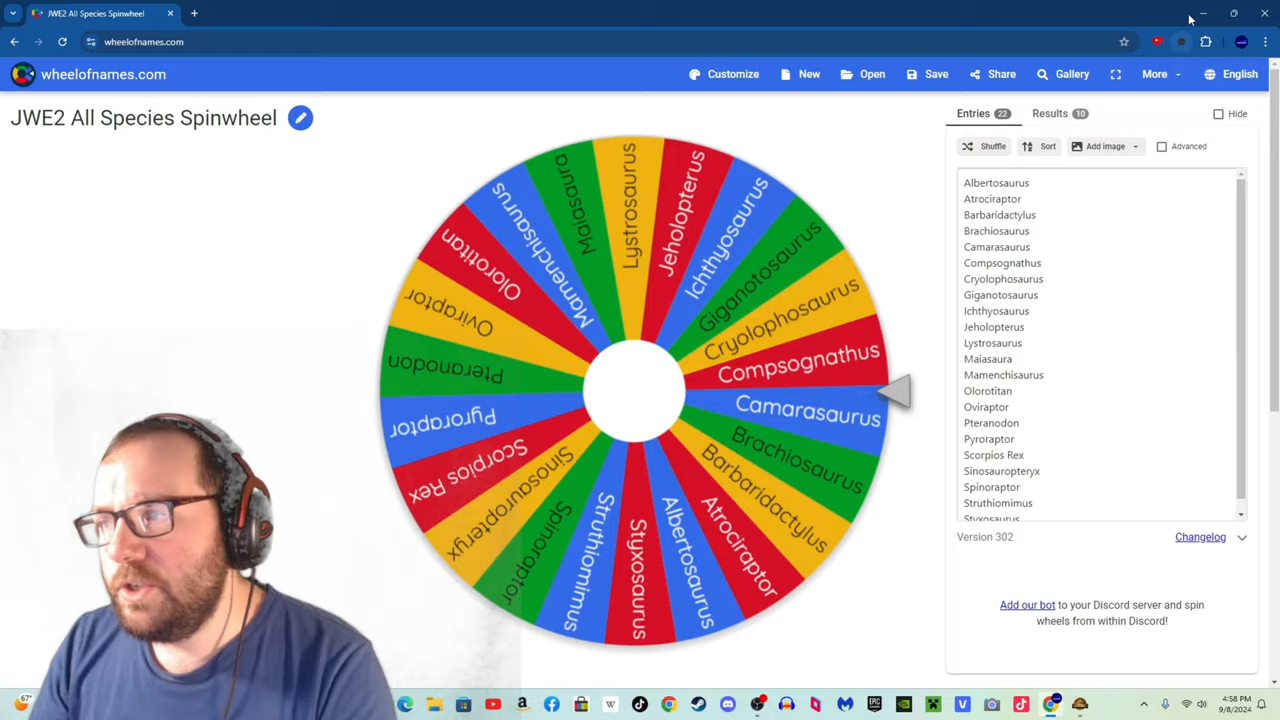 JWE2 All Species Spinwheel
wheelofnames.com
wheelofnames.com
Customize New Open Save Share Gallery More English
JWE2 All Species Spinwheel
Entries 22 Results 10 Hide
Shuffle Sort Add image Advanced
Albertosaurus
Atrociraptor
Barbaridactylus
Brachiosaurus
Camarasaurus
Compsognathus
Cryolophosaurus
Giganotosaurus
Ichthyosaurus
Jeholopterus
Lystrosaurus
Maiasaura
Mamenchisaurus
Olorotitan
Oviraptor
Pteranodon
Pyroraptor
Scorpios Rex
Sinosauropteryx
Spinoraptor
Struthiomimus
Styxosaurus
Version 302 Changelog
Add our bot to your Discord server and spin
wheels from within Discord!
Lystrosaurus
Jeholopterus
Ichthyosaurus
Giganotosaurus
Cryolophosaurus
Compsognathus
Camarasaurus
Brachiosaurus
Barbaridactylus
Atrociraptor
Albertosaurus
Styxosaurus
Struthiomimus
Spinoraptor
Sinosauropteryx
Scorpios Rex
Pyroraptor
Pteranodon
Oviraptor
Olorotitan
Mamenchisaurus
Maiasaura
67°
4:58 PM
9/8/2024